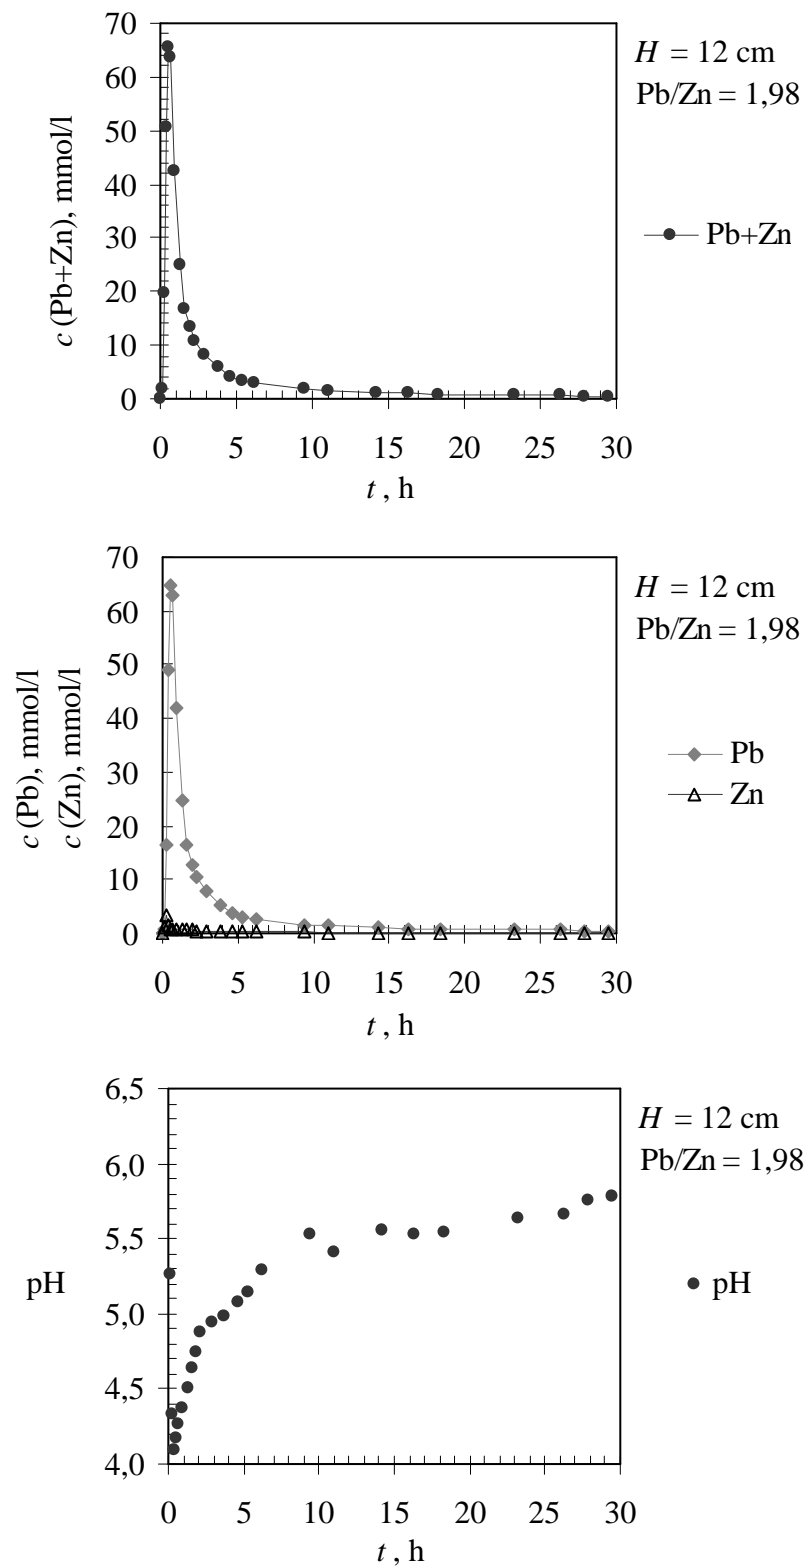 70
60
50
40
30
20
10
0
c (Pb+Zn), mmol/l
0 5 10 15 20 25 30
t , h
H = 12 cm
Pb/Zn = 1,98
Pb+Zn
70
60
50
40
30
20
10
0
c (Pb), mmol/l
c (Zn), mmol/l
0 5 10 15 20 25 30
t , h
H = 12 cm
Pb/Zn = 1,98
Pb
Zn
6,5
6,0
5,5
5,0
4,5
4,0
pH
0 5 10 15 20 25 30
t , h
H = 12 cm
Pb/Zn = 1,98
pH